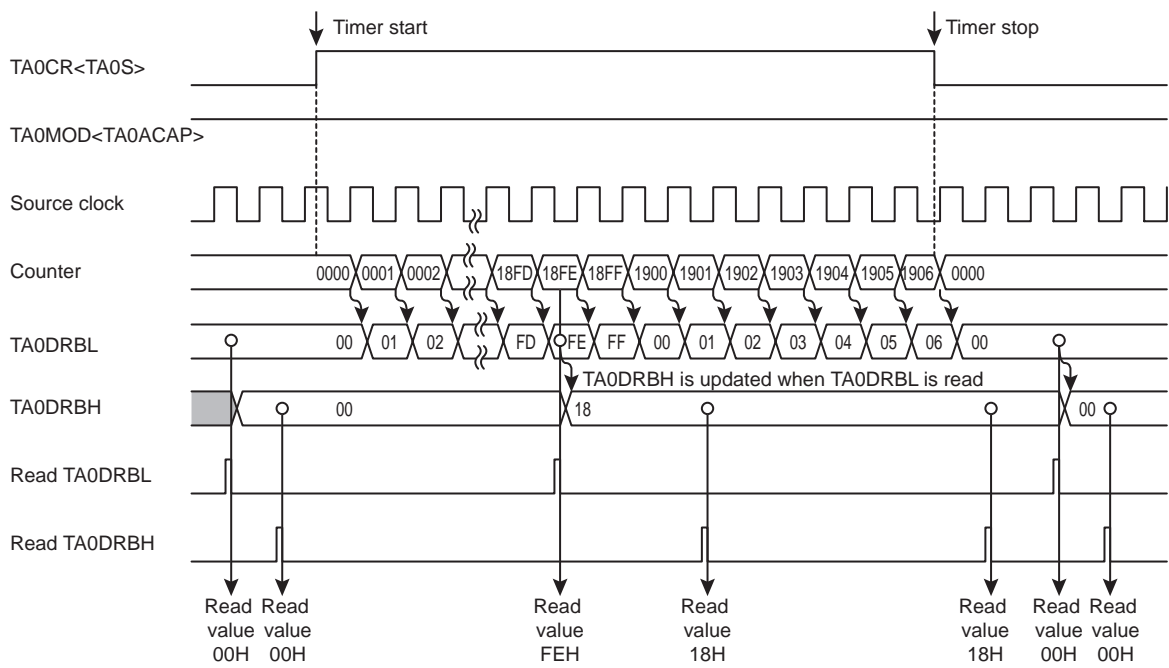 Timer start
Timer stop
TA0CR<TA0S>
TA0MOD<TA0ACAP>
Source clock
Counter
0000 0001 0002 18FD 18FE 18FF 1900 1901 1902 1903 1904 1905 1906 0000
TA0DRBL
00 01 02 FD FE FF 00 01 02 03 04 05 06 00
TA0DRBH is updated when TA0DRBL is read
TA0DRBH
00 18 00
Read TA0DRBL
Read TA0DRBH
Read Read Read Read Read Read Read
value value value value value value value
00H 00H FEH 18H 18H 00H 00H